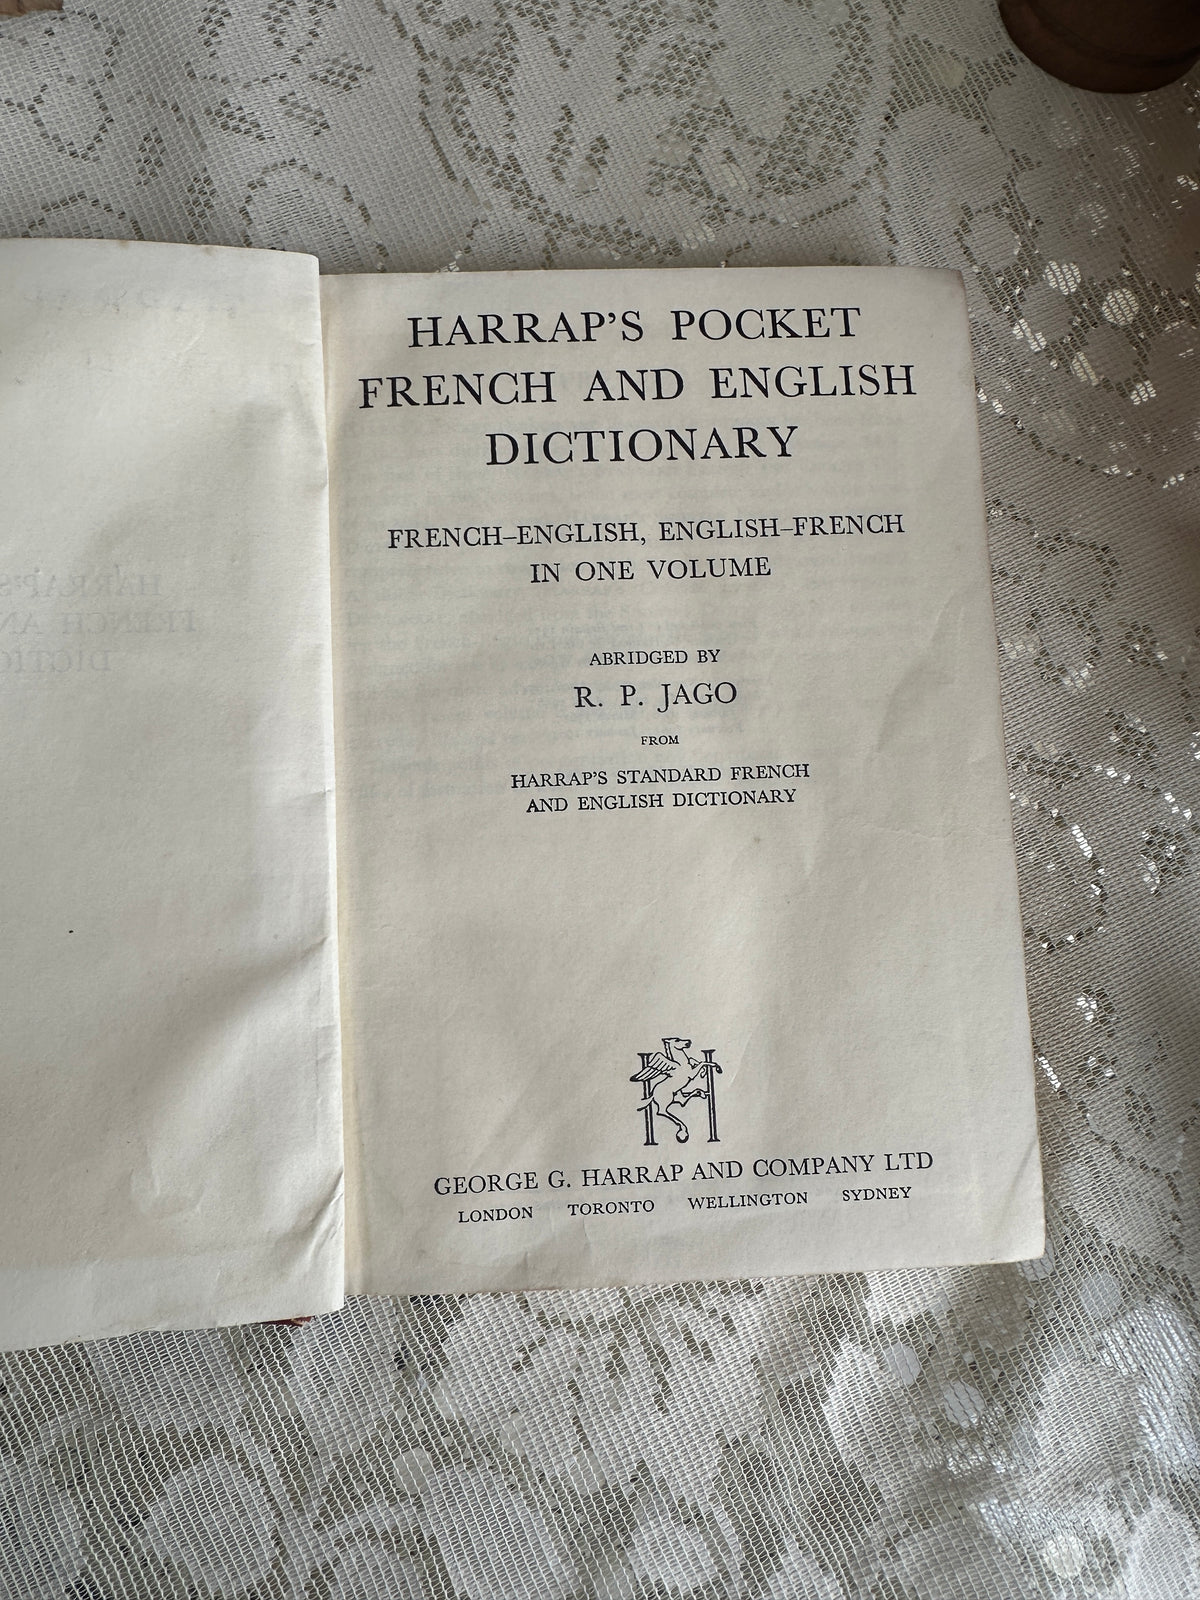 HARRAP'S POCKET
FRENCH AND ENGLISH
DICTIONARY
FRENCH–ENGLISH, ENGLISH–FRENCH
IN ONE VOLUME
ABRIDGED BY
R. P. JAGO
FROM
HARRAP'S STANDARD FRENCH
AND ENGLISH DICTIONARY
H
GEORGE G. HARRAP AND COMPANY LTD
LONDON TORONTO WELLINGTON SYDNEY